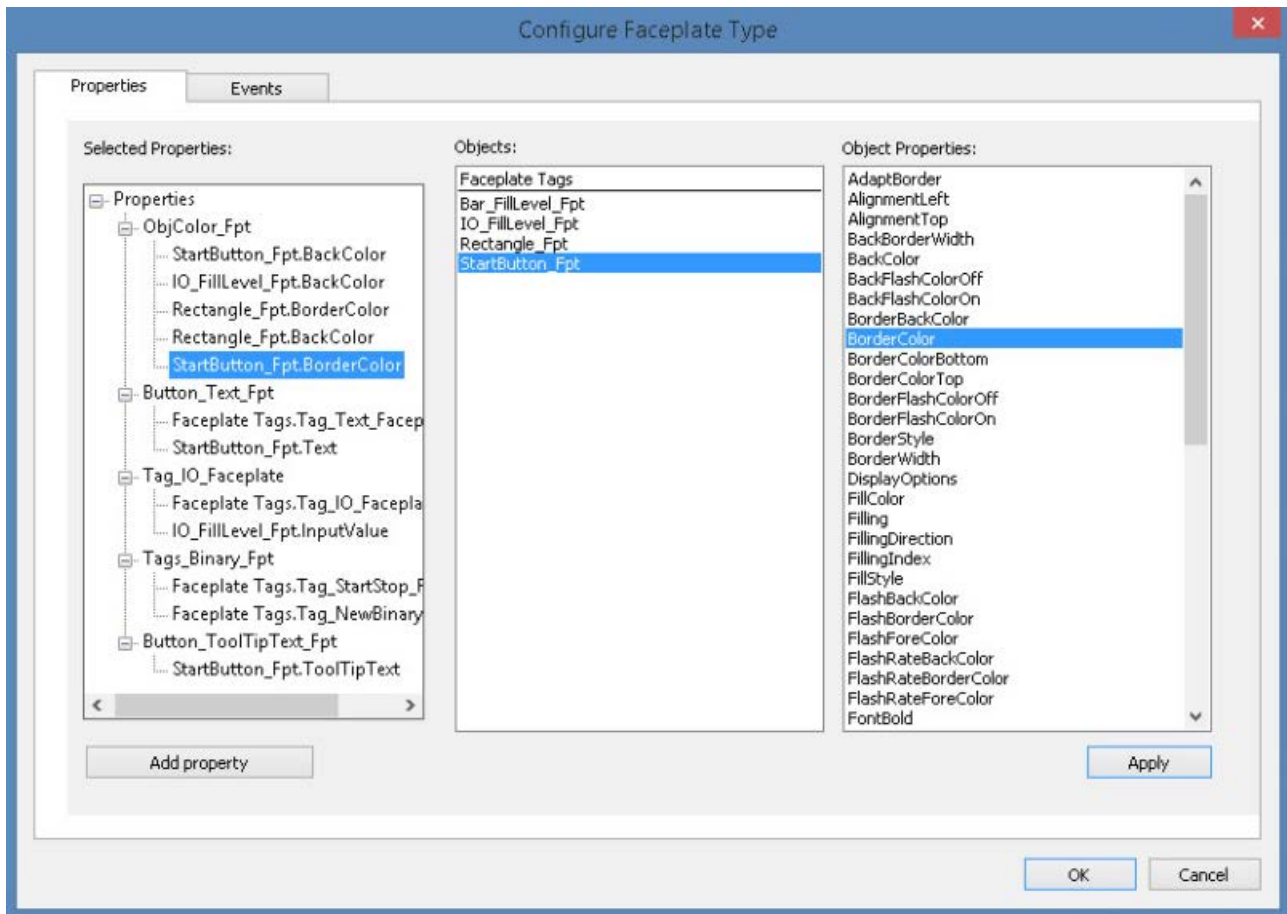 Configure Faceplate Type
Properties
Events
Selected Properties:
Properties
ObjColor_Fpt
StartButton_Fpt.BackColor
IO_FillLevel_Fpt.BackColor
Rectangle_Fpt.BorderColor
Rectangle_Fpt.BackColor
StartButton_Fpt.BorderColor
Button_Text_Fpt
Faceplate Tags.Tag_Text_Facep
StartButton_Fpt.Text
Tag_IO_Faceplate
Faceplate Tags.Tag_IO_Facepla
IO_FillLevel_Fpt.InputValue
Tags_Binary_Fpt
Faceplate Tags.Tag_StartStop_F
Faceplate Tags.Tag_NewBinary
Button_ToolTipText_Fpt
StartButton_Fpt.ToolTipText
Add property
Objects:
Faceplate Tags
Bar_FillLevel_Fpt
IO_FillLevel_Fpt
Rectangle_Fpt
StartButton_Fpt
Object Properties:
AdaptBorder
AlignmentLeft
AlignmentTop
BackBorderWidth
BackColor
BackFlashColorOff
BackFlashColorOn
BorderBackColor
BorderColor
BorderColorBottom
BorderColorTop
BorderFlashColorOff
BorderFlashColorOn
BorderStyle
BorderWidth
DisplayOptions
FillColor
Filling
FillingDirection
FillingIndex
FillStyle
FlashBackColor
FlashBorderColor
FlashForeColor
FlashRateBackColor
FlashRateBorderColor
FlashRateForeColor
FontBold
Apply
OK
Cancel